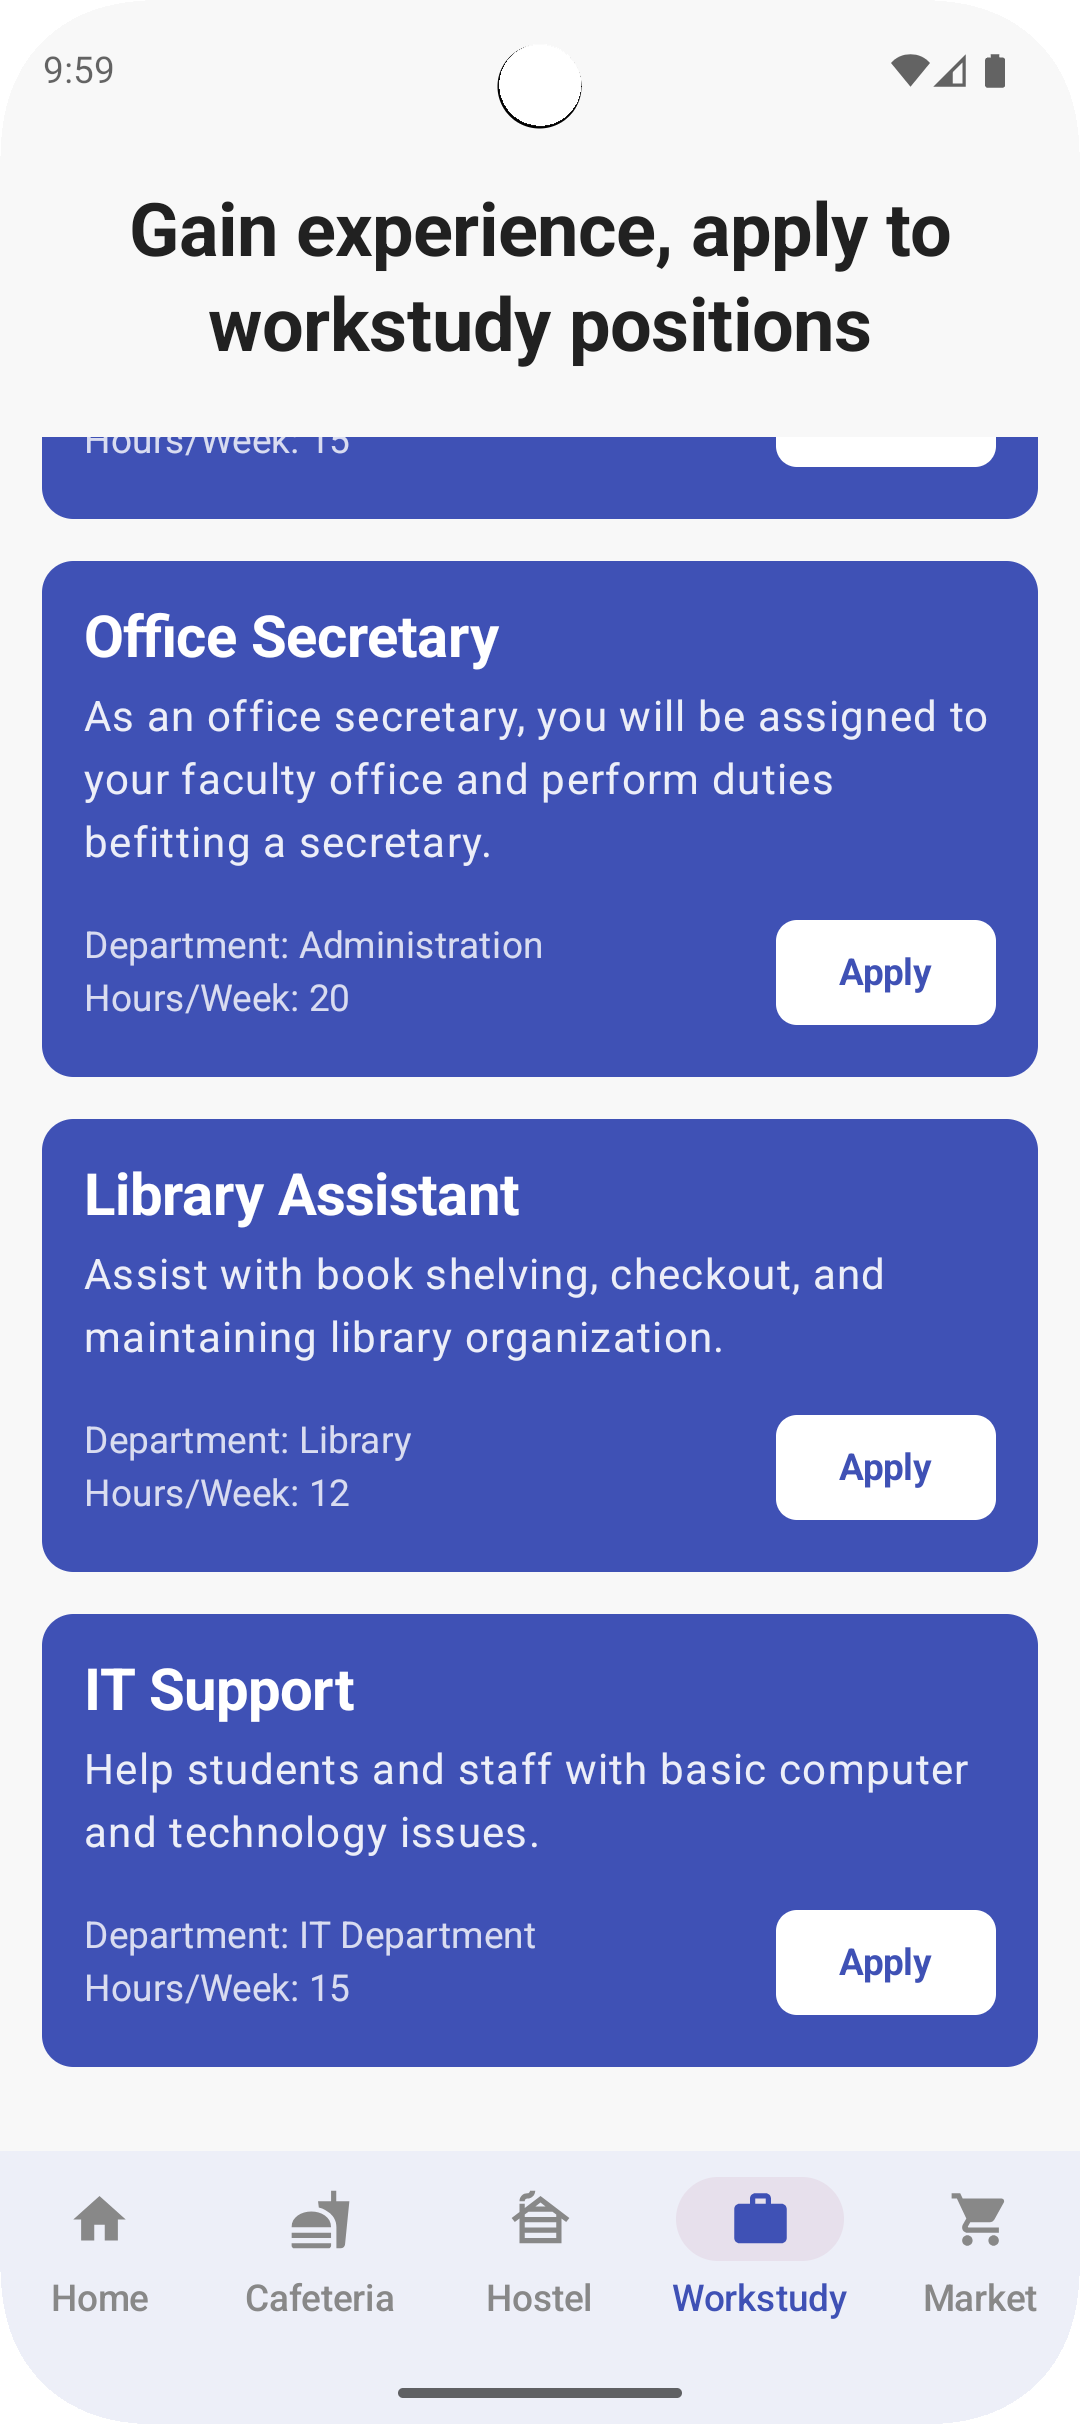 9:59
Gain experience, apply to
workstudy positions
Hours/Week: 15
Office Secretary
As an office secretary, you will be assigned to
your faculty office and perform duties
befitting a secretary.
Department: Administration
Hours/Week: 20
Apply
Library Assistant
Assist with book shelving, checkout, and
maintaining library organization.
Department: Library
Hours/Week: 12
Apply
IT Support
Help students and staff with basic computer
and technology issues.
Department: IT Department
Hours/Week: 15
Apply
Home
Cafeteria
Hostel
Workstudy
Market